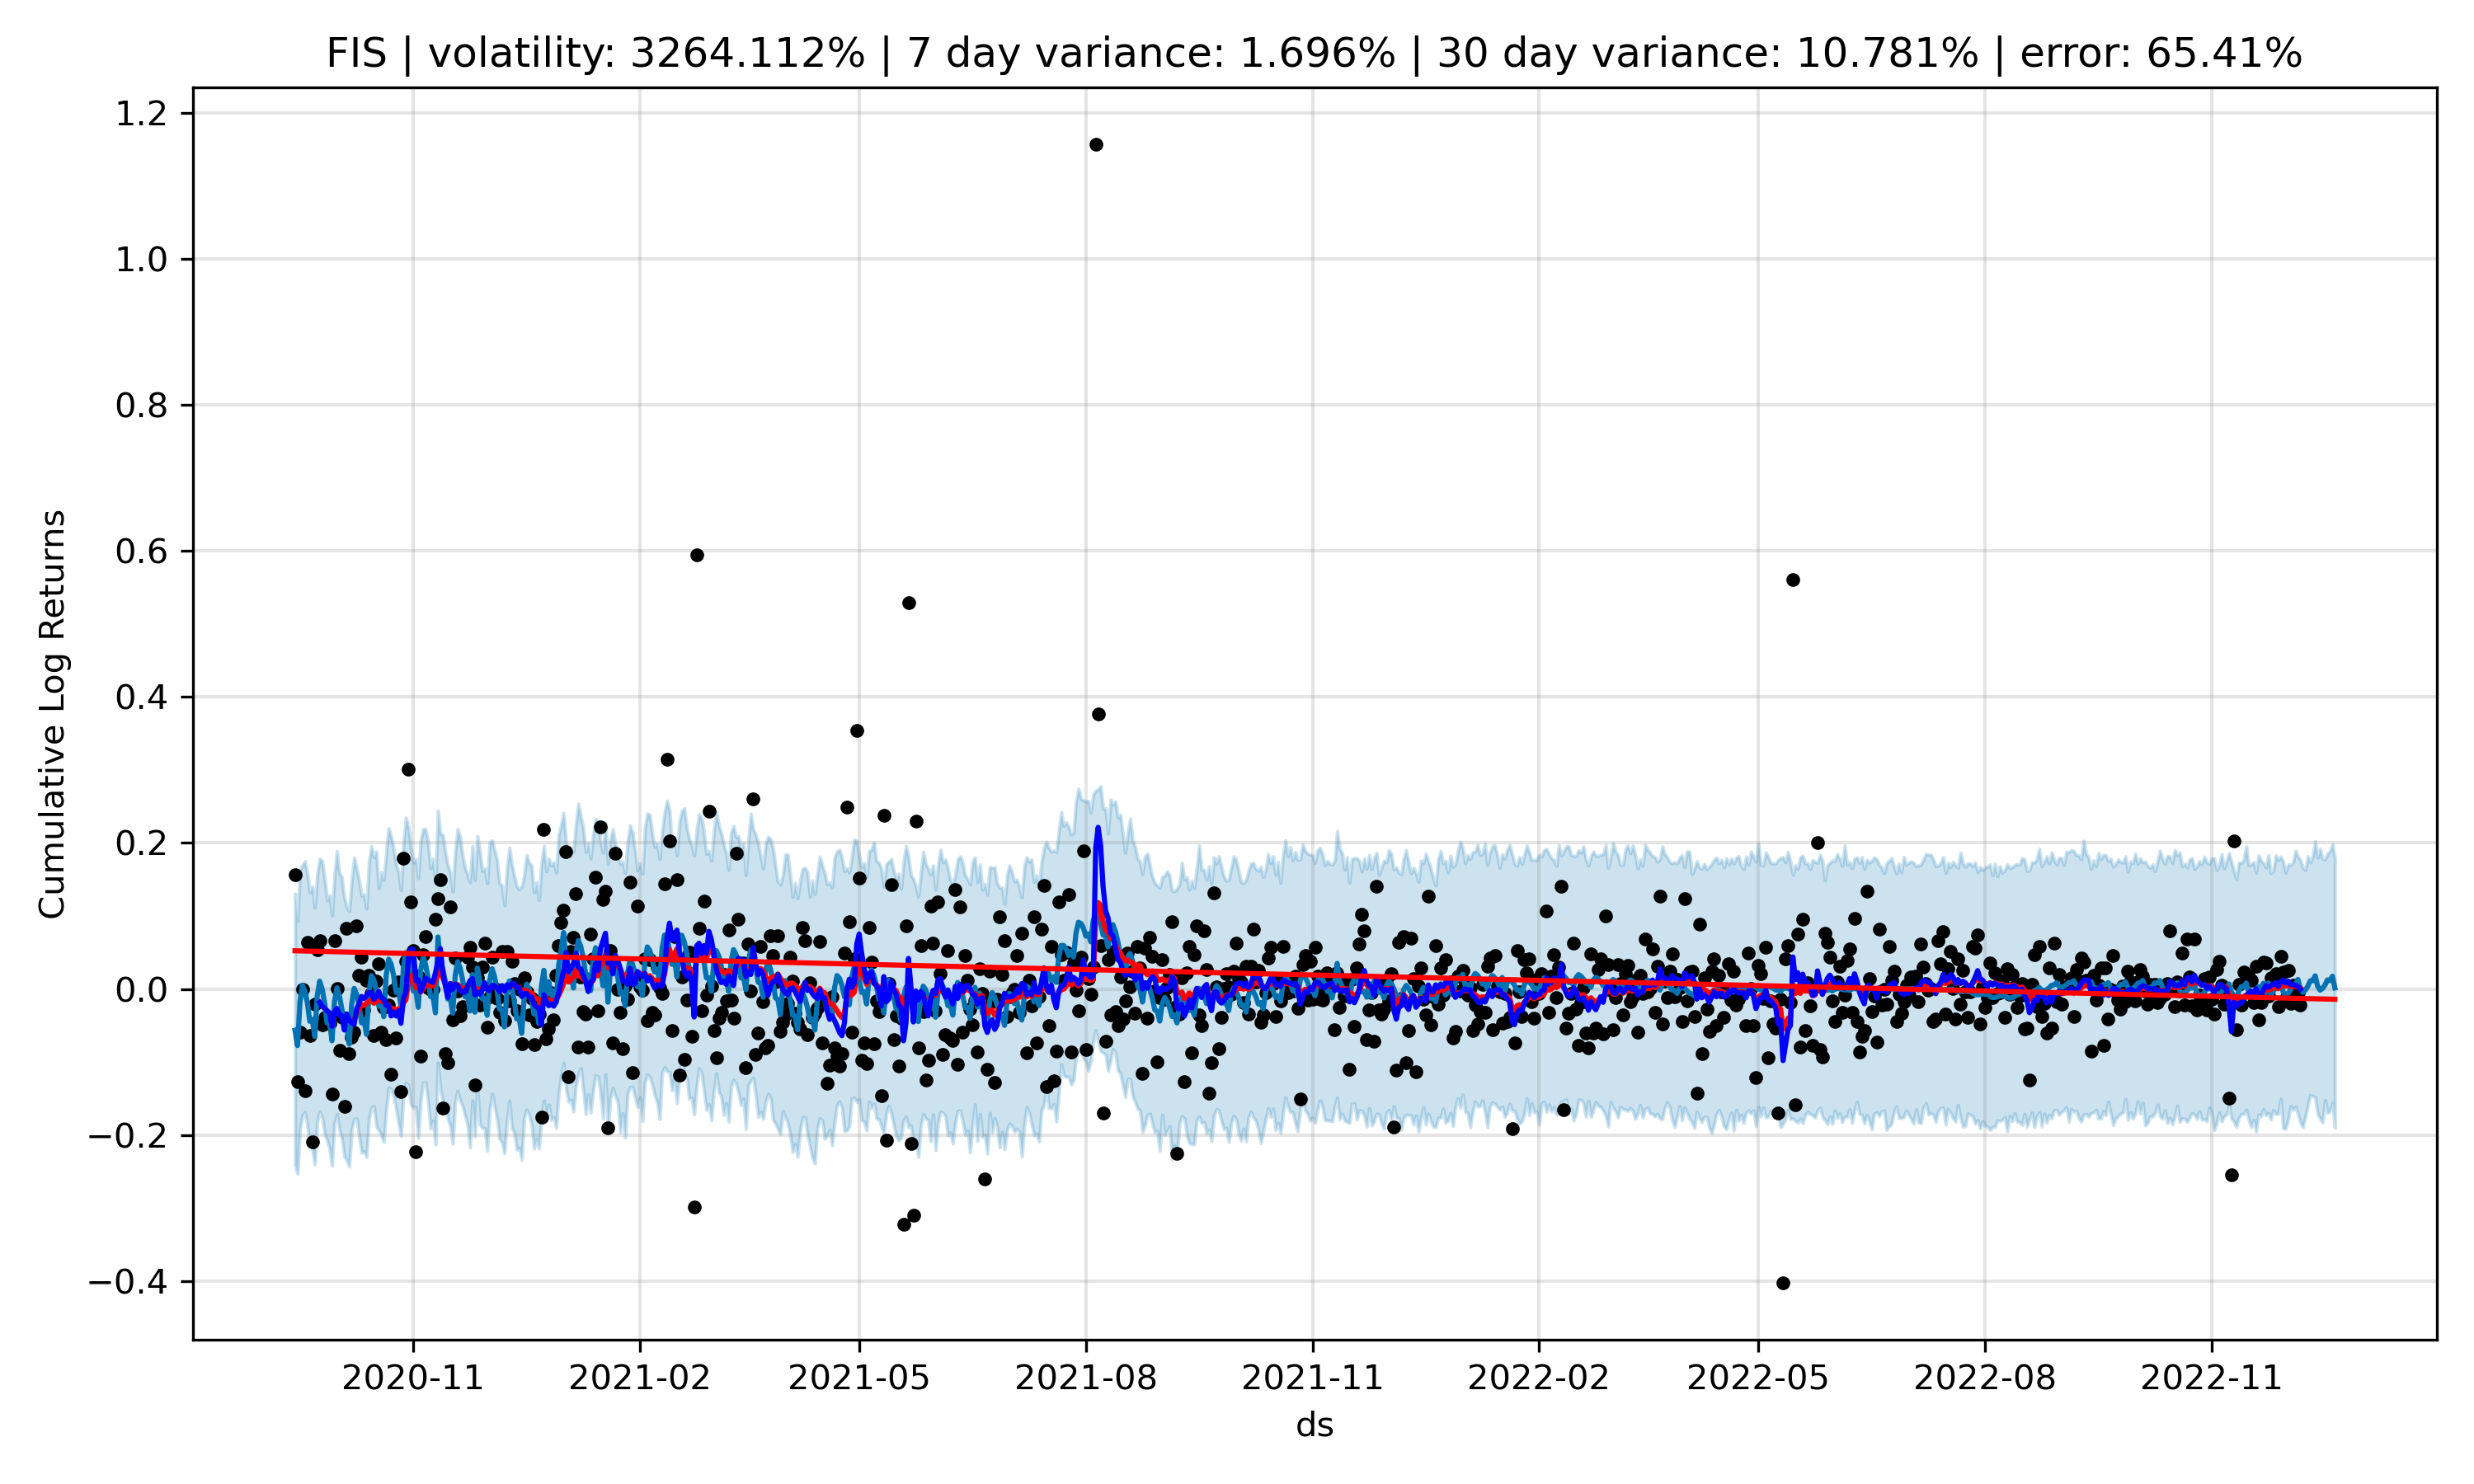 FIS | volatility: 3264.112% | 7 day variance: 1.696% | 30 day variance: 10.781% | error: 65.41%
1.2
1.0
0.8
0.6
0.4
0.2
0.0
−0.2
−0.4
Cumulative Log Returns
2020-11 2021-02 2021-05 2021-08 2021-11 2022-02 2022-05 2022-08 2022-11
ds